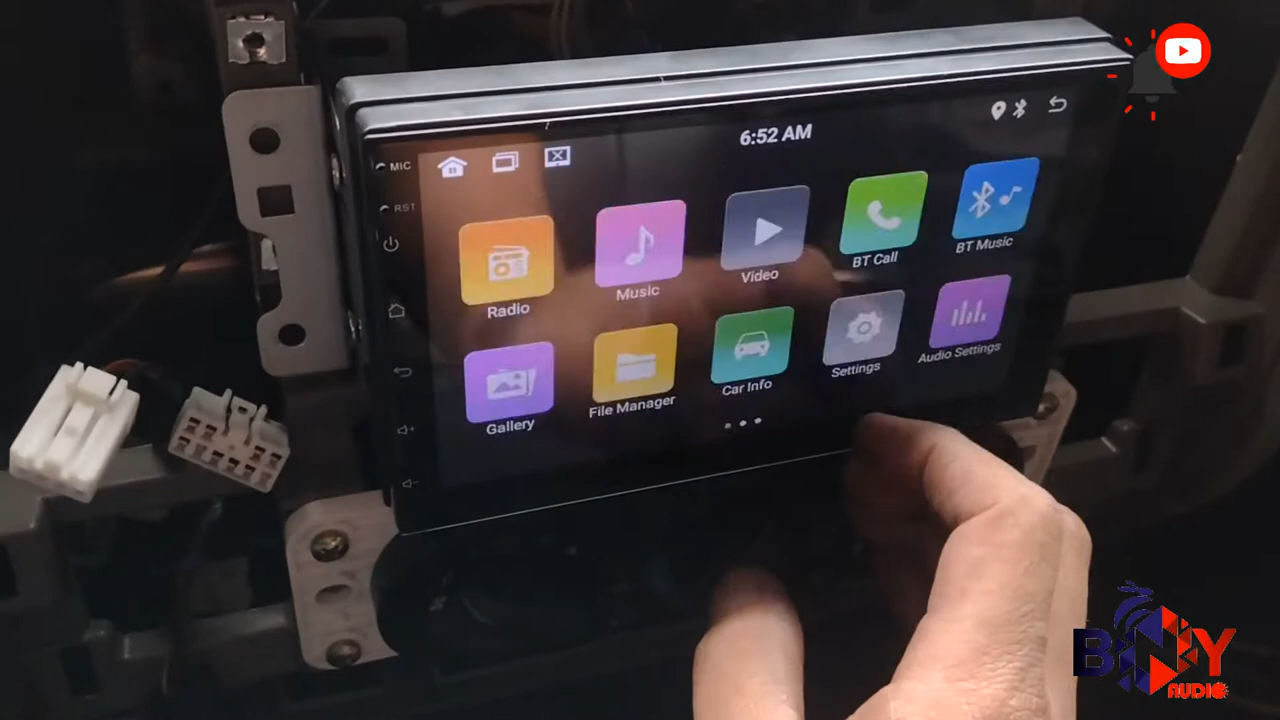 6:52 AM
MIC
RST
Radio
Music
Video
BT Call
BT Music
Gallery
File Manager
Car Info
Settings
Audio Settings
BNY
AUDIO